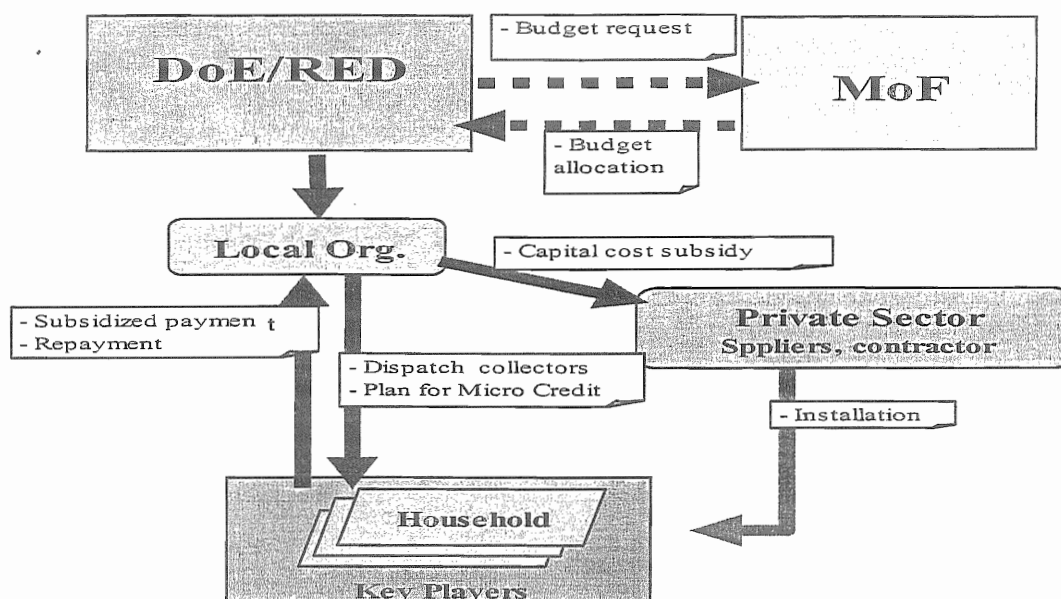 - Budget request
DoE/RED
MoF
- Budget
allocation
Local Org.
- Capital cost subsidy
- Subsidized payment
- Repayment
Private Sector
Sppliers, contractor
- Dispatch collectors
- Plan for Micro Credit
- Installation
Household
Key Players